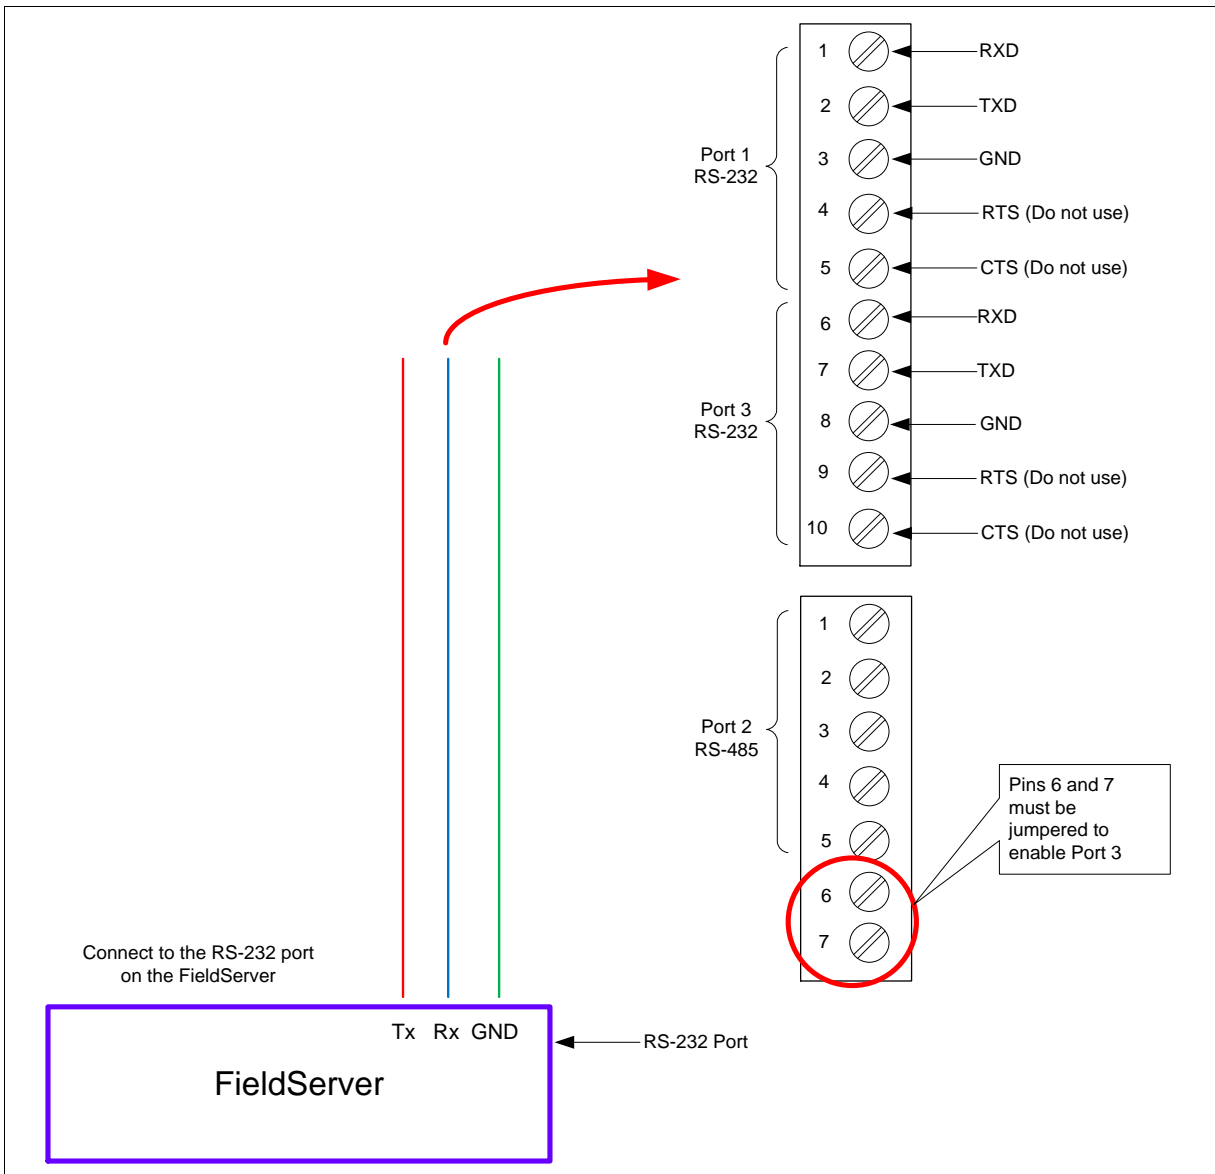 1 RXD
2 TXD
Port 1
RS-232
3 GND
4 RTS (Do not use)
5 CTS (Do not use)
6 RXD
7 TXD
Port 3
RS-232
8 GND
9 RTS (Do not use)
10 CTS (Do not use)
1
2
Port 2
RS-485
3
4
5
6
7
Pins 6 and 7
must be
jumpered to
enable Port 3
Connect to the RS-232 port
on the FieldServer
Tx Rx GND
RS-232 Port
FieldServer